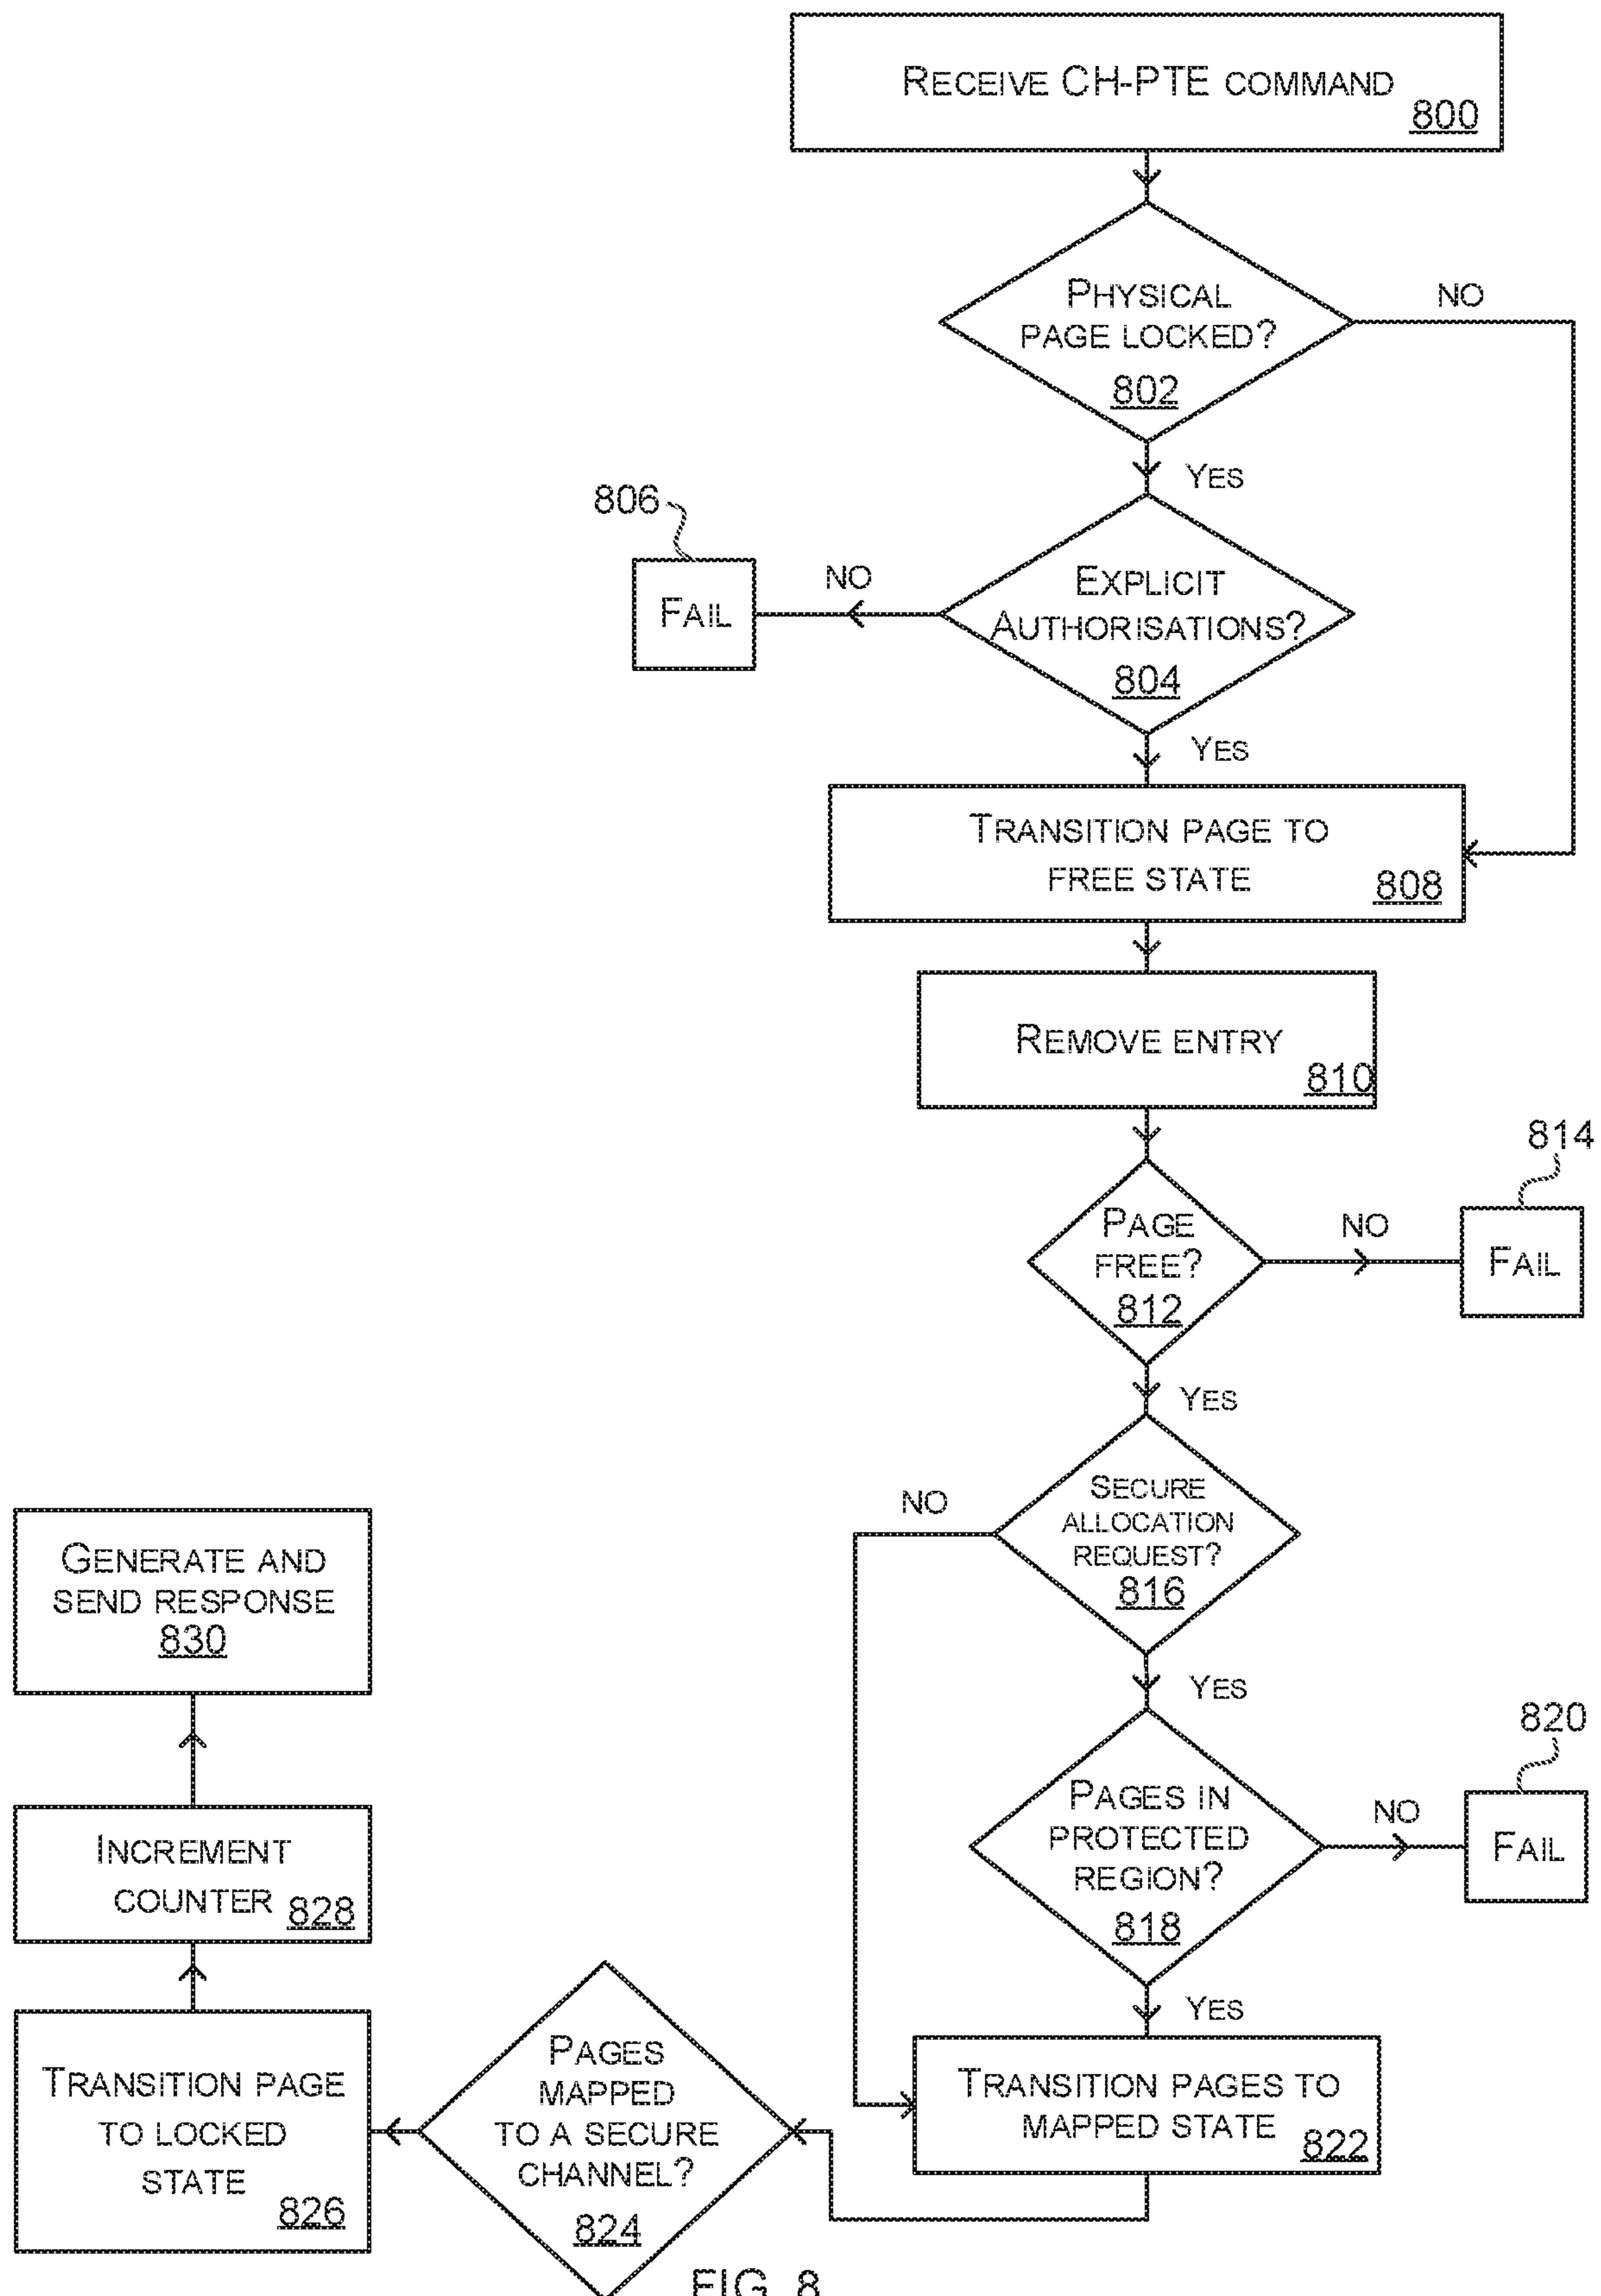 RECEIVE CH-PTE COMMAND
800
PHYSICAL
PAGE LOCKED?
802
NO
YES
806
FAIL
NO
EXPLICIT
AUTHORISATIONS?
804
YES
TRANSITION PAGE TO
FREE STATE
808
REMOVE ENTRY
810
PAGE
FREE?
812
NO
814
FAIL
YES
SECURE
ALLOCATION
REQUEST?
816
NO
YES
PAGES IN
PROTECTED
REGION?
818
NO
820
FAIL
YES
TRANSITION PAGES TO
MAPPED STATE
822
PAGES
MAPPED
TO A SECURE
CHANNEL?
824
TRANSITION PAGE
TO LOCKED
STATE
826
INCREMENT
COUNTER
828
GENERATE AND
SEND RESPONSE
830
FIG. 8